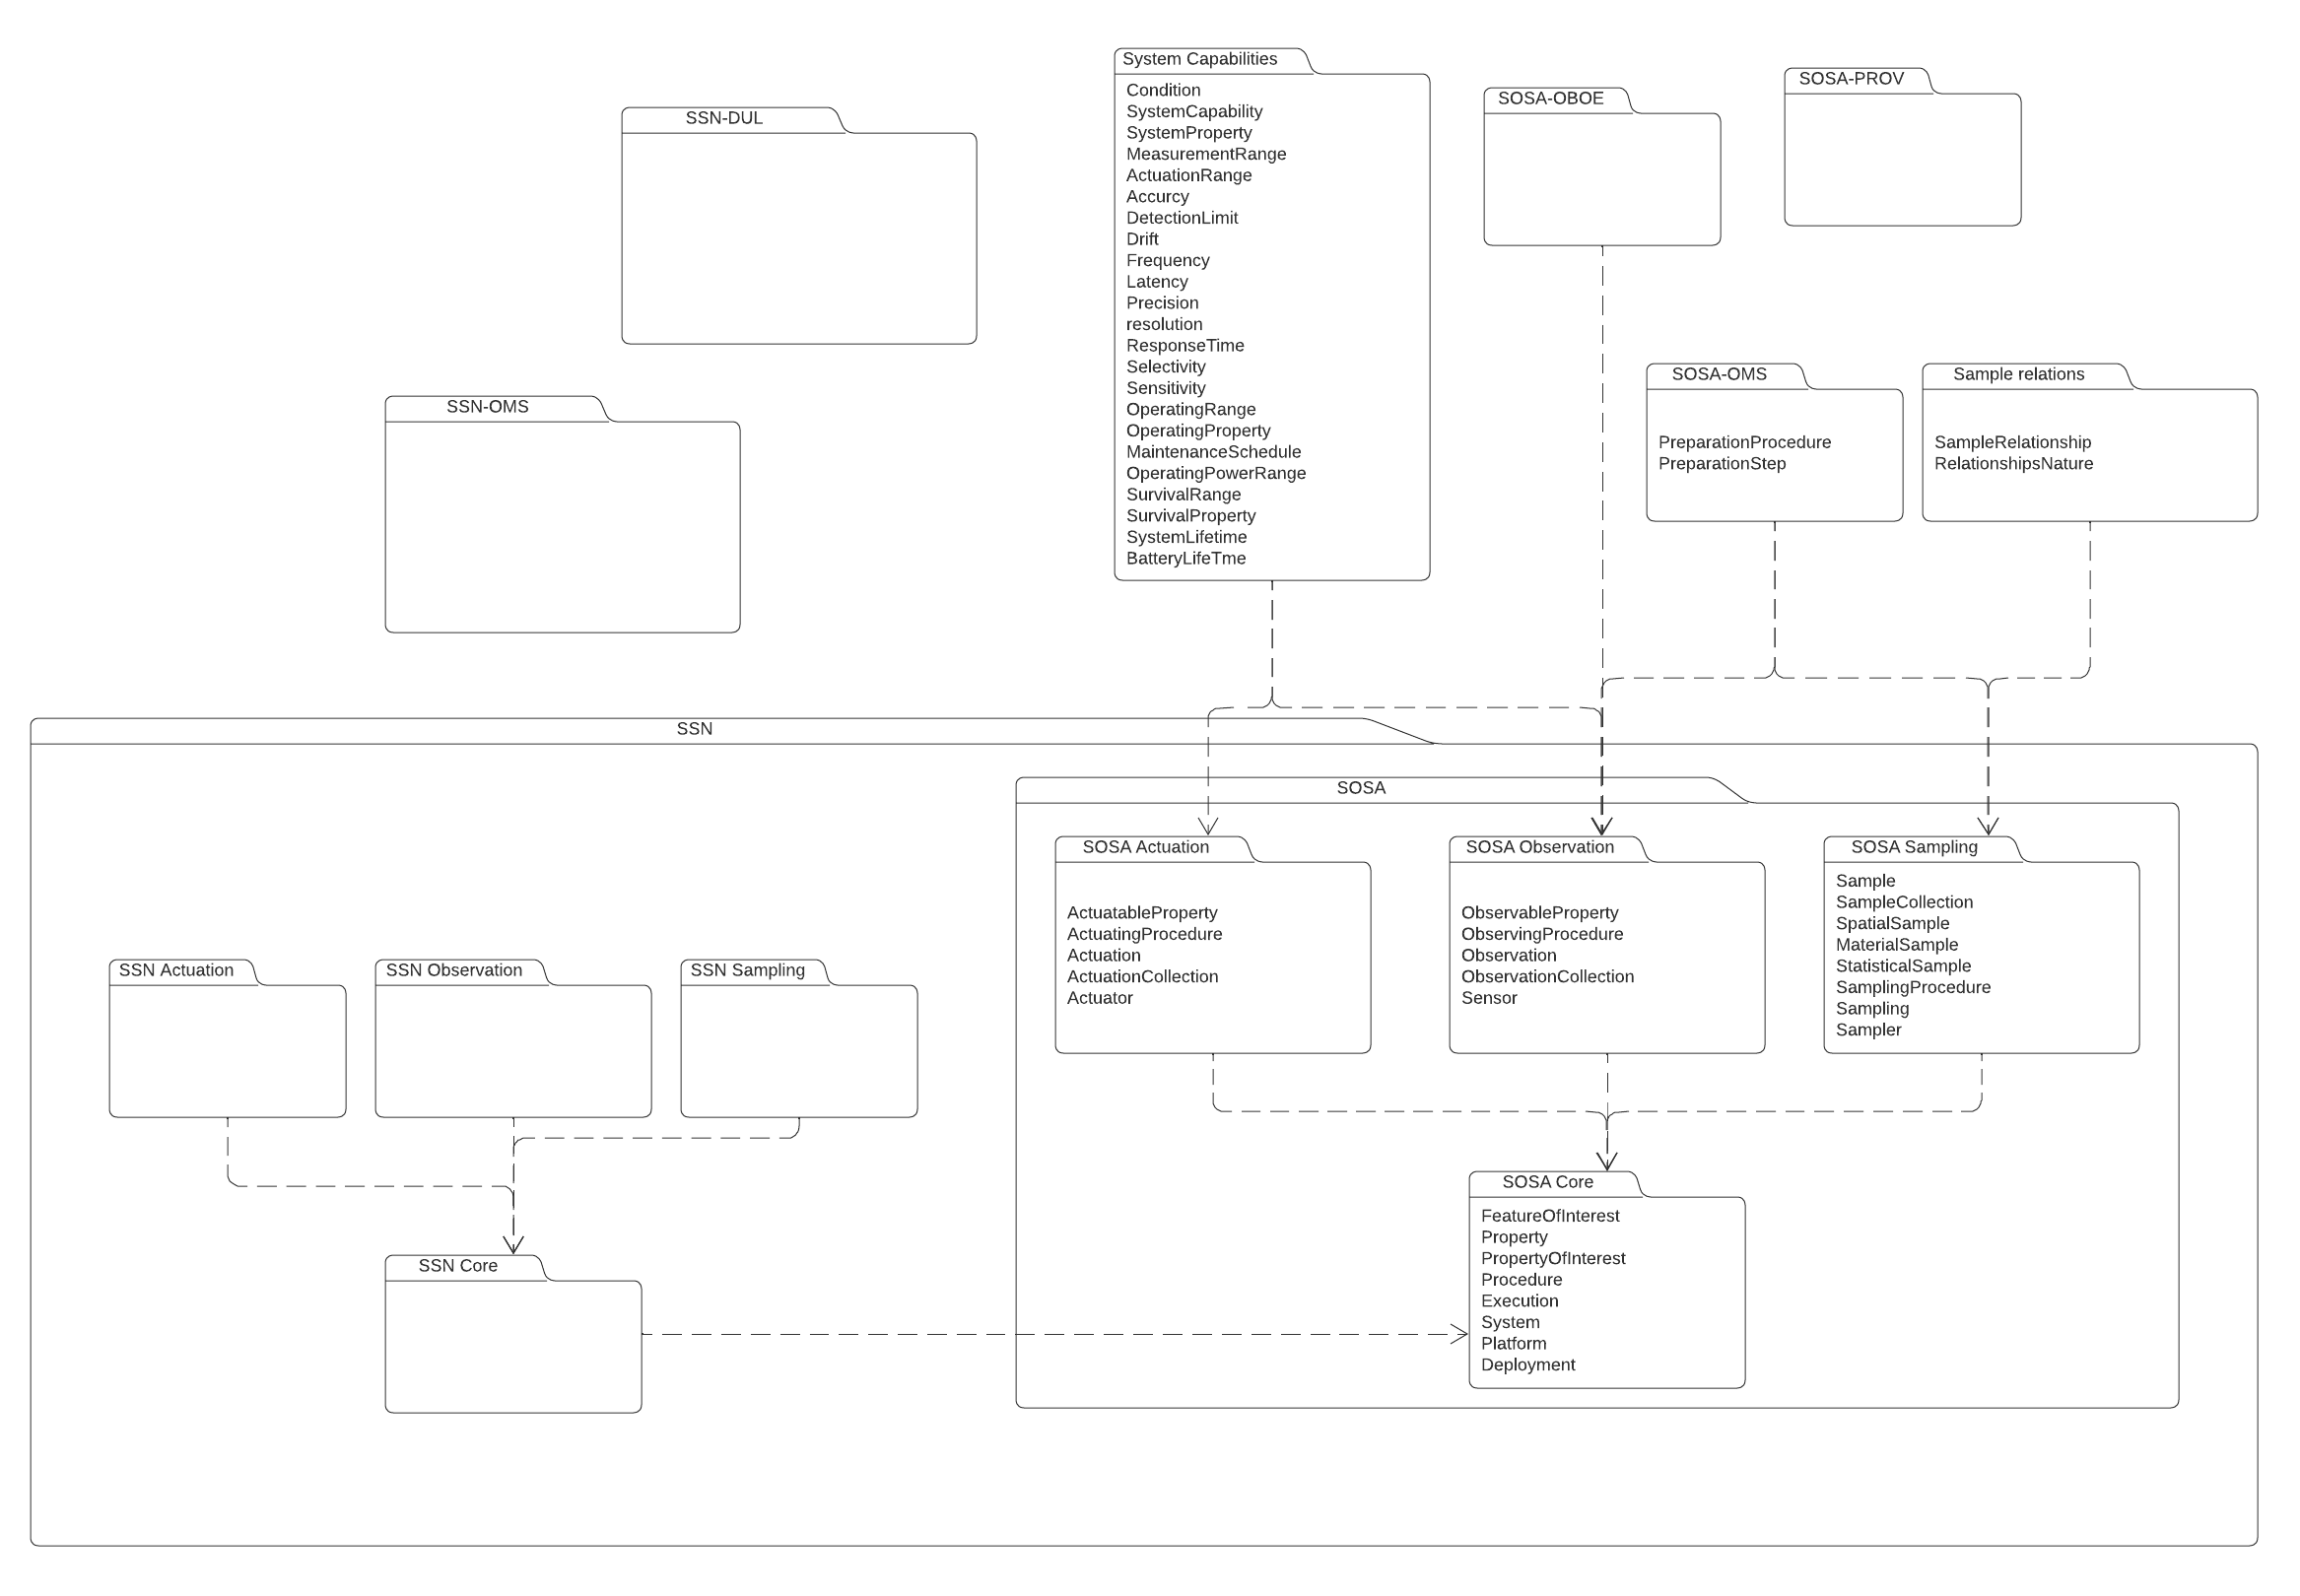 System Capabilities
Condition
SystemCapability
SystemProperty
MeasurementRange
ActuationRange
Accurcy
DetectionLimit
Drift
Frequency
Latency
Precision
resolution
ResponseTime
Selectivity
Sensitivity
OperatingRange
OperatingProperty
MaintenanceSchedule
OperatingPowerRange
SurvivalRange
SurvivalProperty
SystemLifetime
BatteryLifeTme
SOSA-OBOE
SOSA-PROV
SSN-DUL
SSN-OMS
SOSA-OMS
PreparationProcedure
PreparationStep
Sample relations
SampleRelationship
RelationshipsNature
SSN
SOSA
SOSA Actuation
ActuatableProperty
ActuatingProcedure
Actuation
ActuationCollection
Actuator
SOSA Observation
ObservableProperty
ObservingProcedure
Observation
ObservationCollection
Sensor
SOSA Sampling
Sample
SampleCollection
SpatialSample
MaterialSample
StatisticalSample
SamplingProcedure
Sampling
Sampler
SSN Actuation
SSN Observation
SSN Sampling
SSN Core
SOSA Core
FeatureOfInterest
Property
PropertyOfInterest
Procedure
Execution
System
Platform
Deployment